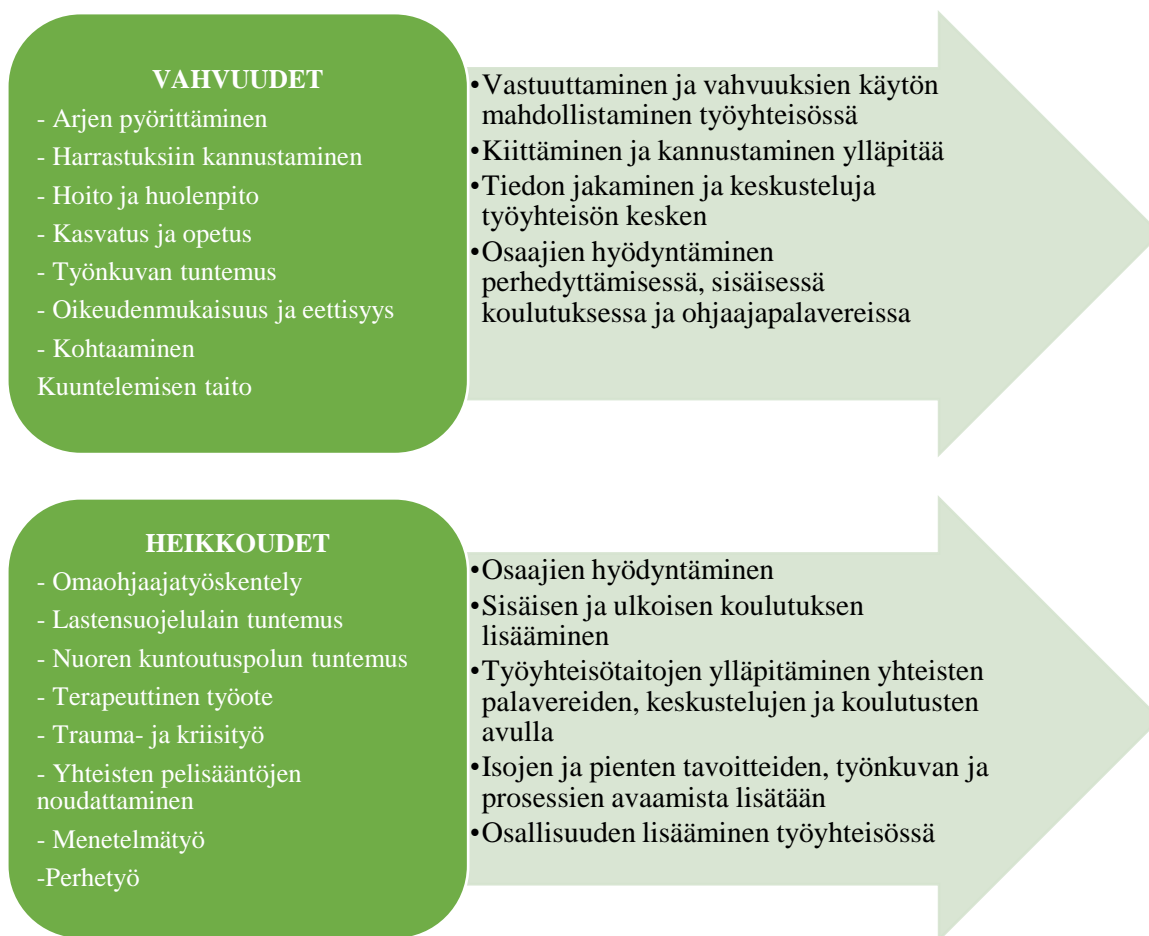 VAHVUUDET
- Arjen pyörittäminen
- Harrastuksiin kannustaminen
- Hoito ja huolenpito
- Kasvatus ja opetus
- Työnkuvan tuntemus
- Oikeudenmukaisuus ja eettisyys
- Kohtaaminen
Kuuntelemisen taito
•Vastuuttaminen ja vahvuuksien käytön
mahdollistaminen työyhteisössä
•Kiittäminen ja kannustaminen ylläpitää
•Tiedon jakaminen ja keskusteluja
työyhteisön kesken
•Osaajien hyödyntäminen
perhedyttämisessä, sisäisessä
koulutuksessa ja ohjaajapalavereissa
HEIKKOUDET
- Omaohjaajatyöskentely
- Lastensuojelulain tuntemus
- Nuoren kuntoutuspolun tuntemus
- Terapeuttinen työote
- Trauma- ja kriisityö
- Yhteisten pelisääntöjen
noudattaminen
- Menetelmätyö
-Perhetyö
•Osaajien hyödyntäminen
•Sisäisen ja ulkoisen koulutuksen
lisääminen
•Työyhteisötaitojen ylläpitäminen yhteisten
palavereiden, keskustelujen ja koulutusten
avulla
•Isojen ja pienten tavoitteiden, työnkuvan ja
prosessien avaamista lisätään
•Osallisuuden lisääminen työyhteisössä